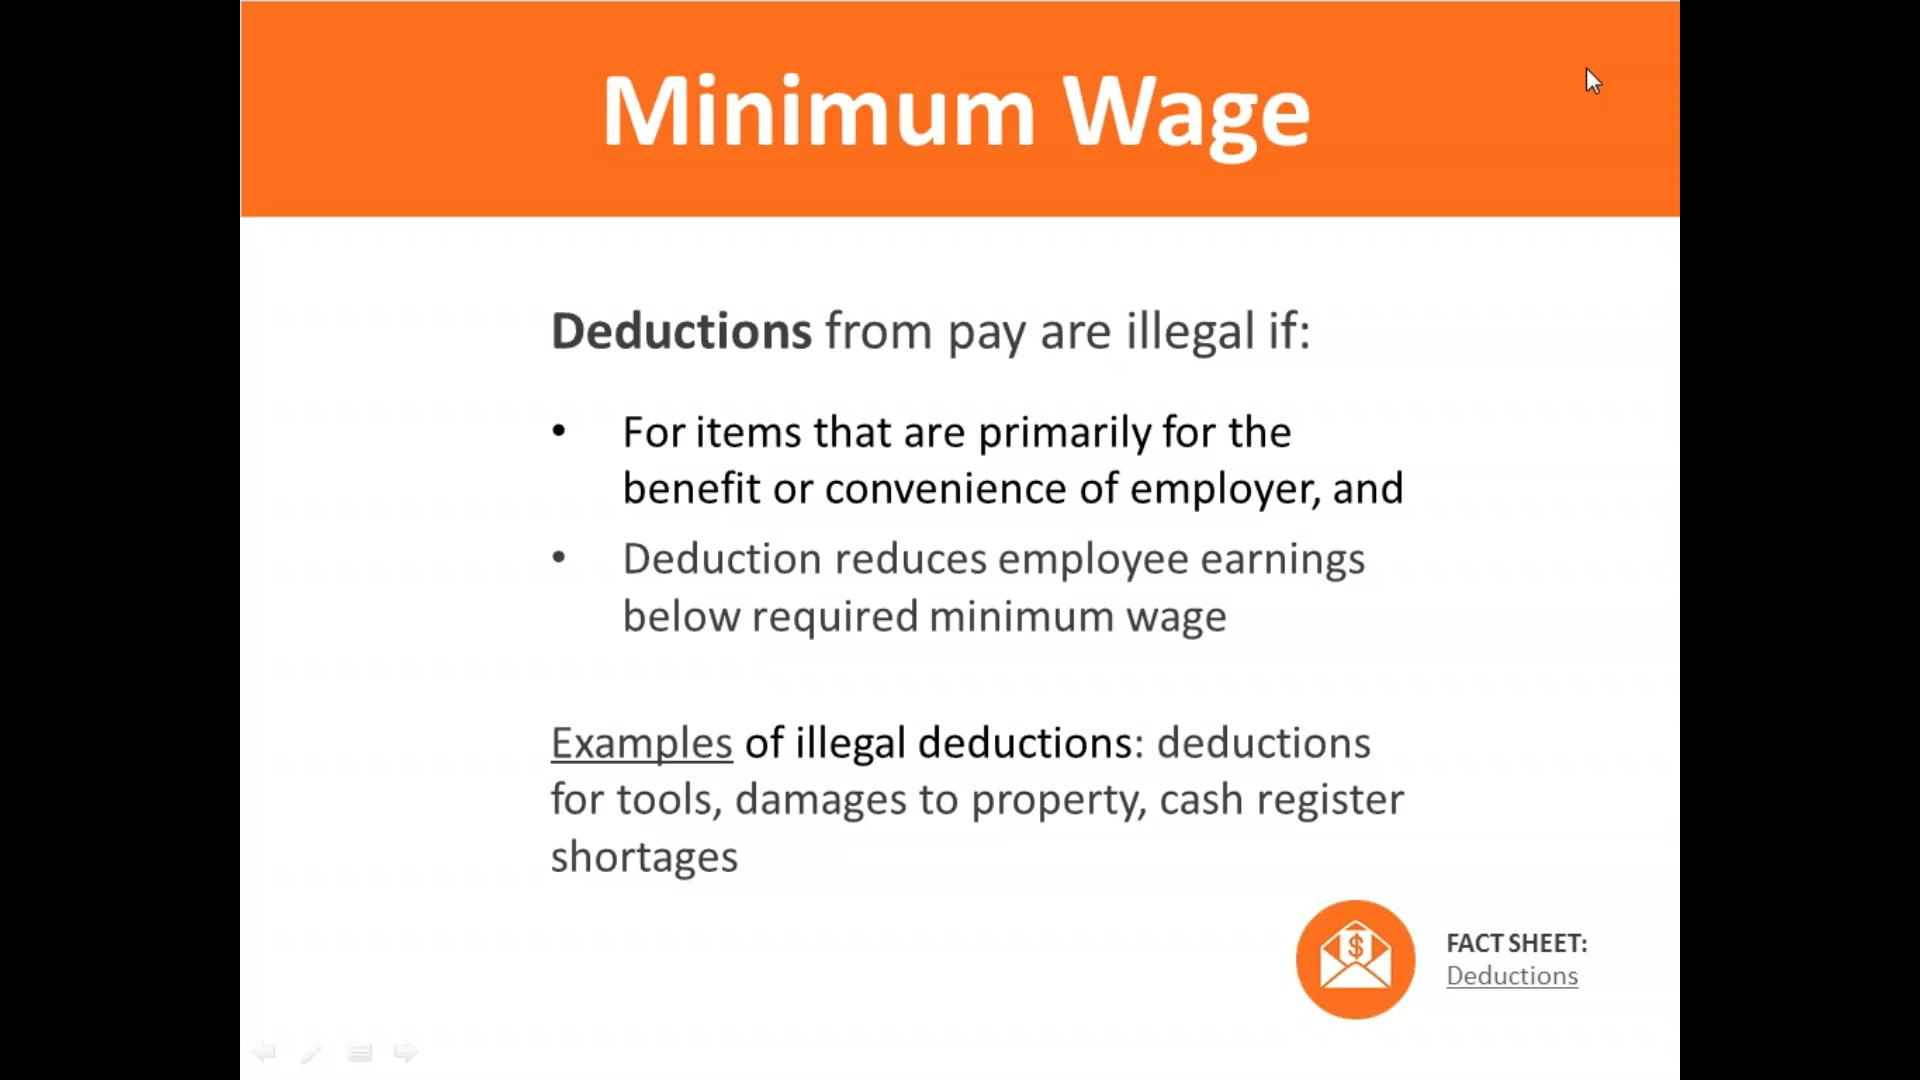 Minimum Wage
Deductions from pay are illegal if:
• For items that are primarily for the
benefit or convenience of employer, and
• Deduction reduces employee earnings
below required minimum wage
Examples of illegal deductions: deductions
for tools, damages to property, cash register
shortages
$
FACT SHEET:
Deductions